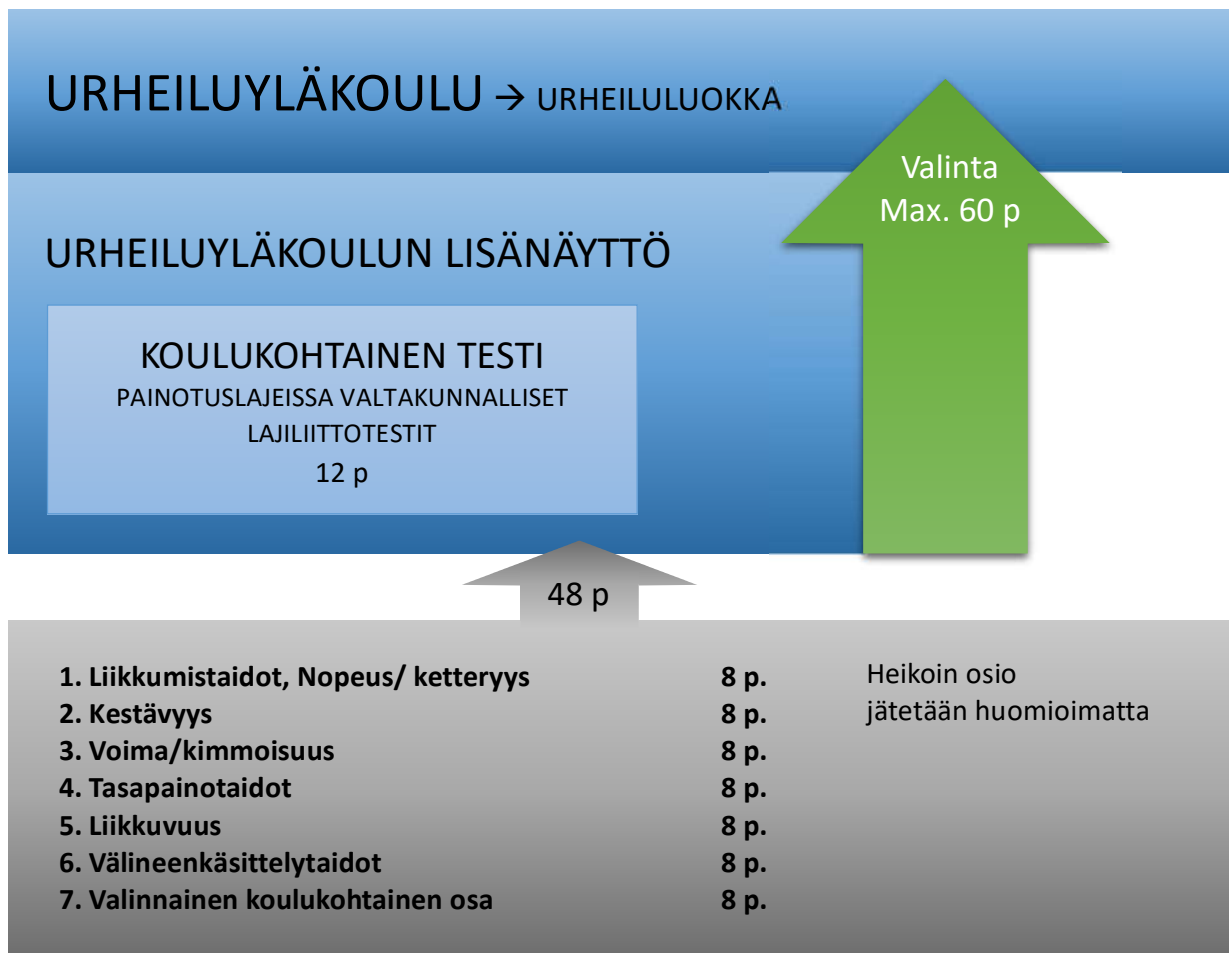 URHEILUYLÄKOULU → URHEILULUOKKA
Valinta
Max. 60 p
URHEILUYLÄKOULUN LISÄNÄYTTÖ
KOULUKOHTAINEN TESTI
PAINOTUSLAJEISSA VALTAKUNNALLISET
LAJILIITTOTESTIT
12 p
48 p
1. Liikkumistaidot, Nopeus/ ketteryys 8 p. Heikoin osio
2. Kestävyys 8 p. jätetään huomioimatta
3. Voima/kimmoisuus 8 p.
4. Tasapainotaidot 8 p.
5. Liikkuvuus 8 p.
6. Välineenkäsittelytaidot 8 p.
7. Valinnainen koulukohtainen osa 8 p.